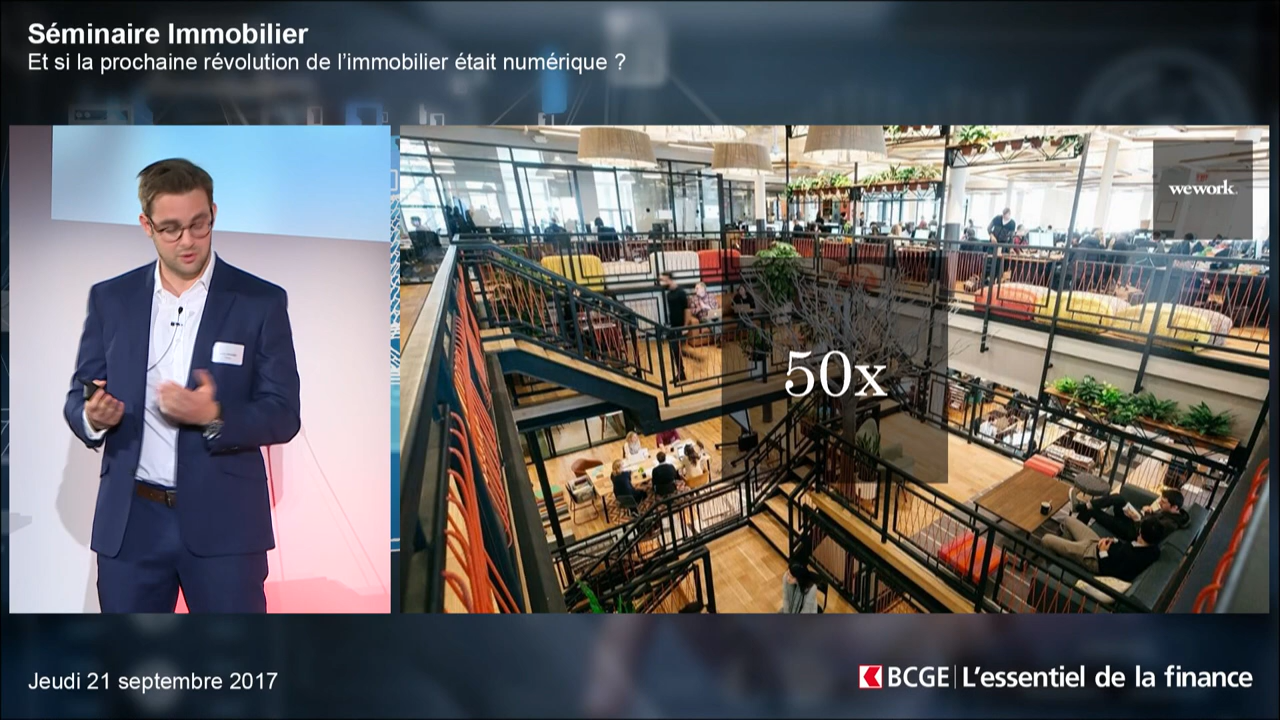 Séminaire Immobilier
Et si la prochaine révolution de l'immobilier était numérique ?
wework.
50x
Jeudi 21 septembre 2017
BCGE | L'essentiel de la finance